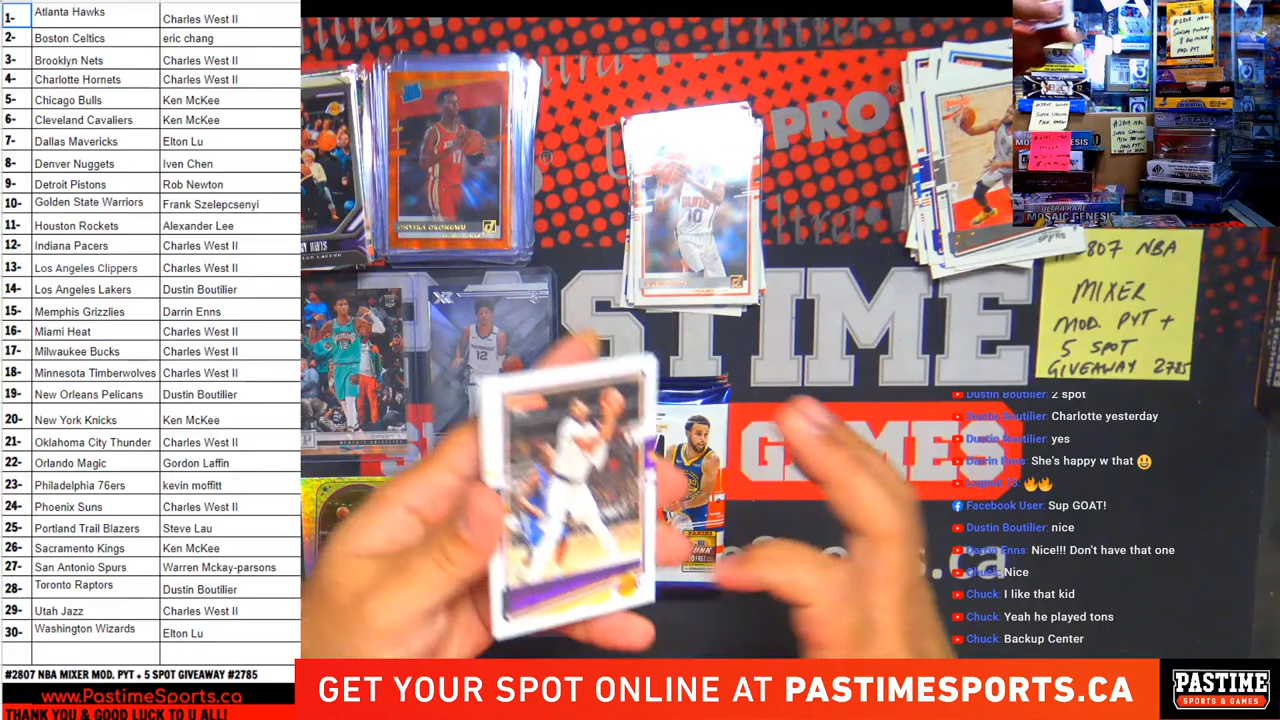 1- Atlanta Hawks Charles West II
2- Boston Celtics eric chang
3- Brooklyn Nets Charles West II
4- Charlotte Hornets Charles West II
5- Chicago Bulls Ken McKee
6- Cleveland Cavaliers Ken McKee
7- Dallas Mavericks Elton Lu
8- Denver Nuggets Iven Chen
9- Detroit Pistons Rob Newton
10- Golden State Warriors Frank Szelepcsenyi
11- Houston Rockets Alexander Lee
12- Indiana Pacers Charles West II
13- Los Angeles Clippers Charles West II
14- Los Angeles Lakers Dustin Boutilier
15- Memphis Grizzlies Darrin Enns
16- Miami Heat Charles West II
17- Milwaukee Bucks Charles West II
18- Minnesota Timberwolves Charles West II
19- New Orleans Pelicans Dustin Boutilier
20- New York Knicks Ken McKee
21- Oklahoma City Thunder Charles West II
22- Orlando Magic Gordon Laffin
23- Philadelphia 76ers kevin moffitt
24- Phoenix Suns Charles West II
25- Portland Trail Blazers Steve Lau
26- Sacramento Kings Ken McKee
27- San Antonio Spurs Warren Mckay-parsons
28- Toronto Raptors Dustin Boutilier
29- Utah Jazz Charles West II
30- Washington Wizards Elton Lu
#2807 NBA MIXER MOD. PYT + 5 SPOT GIVEAWAY #2785
www.PastimeSports.ca
THANK YOU & GOOD LUCK TO U ALL!
PRO
ONYEKA OKONGWU
SUNS
10
12
MOSAIC GENESIS
807 NBA
MIXER
MOD. PYT +
5 SPOT
GIVEAWAY 2785
GAMES
.ca
Dustin Boutilier: 2 spot
Dustin Boutilier: Charlotte yesterday
Dustin Boutilier: yes
Darrin Enns: She's happy w that 😃
🔥🔥
Facebook User: Sup GOAT!
Dustin Boutilier: nice
Darrin Enns: Nice!!! Don't have that one
Chuck: Nice
Chuck: I like that kid
Chuck: Yeah he played tons
Chuck: Backup Center
GET YOUR SPOT ONLINE AT PASTIMESPORTS.CA
PASTIME
SPORTS & GAMES